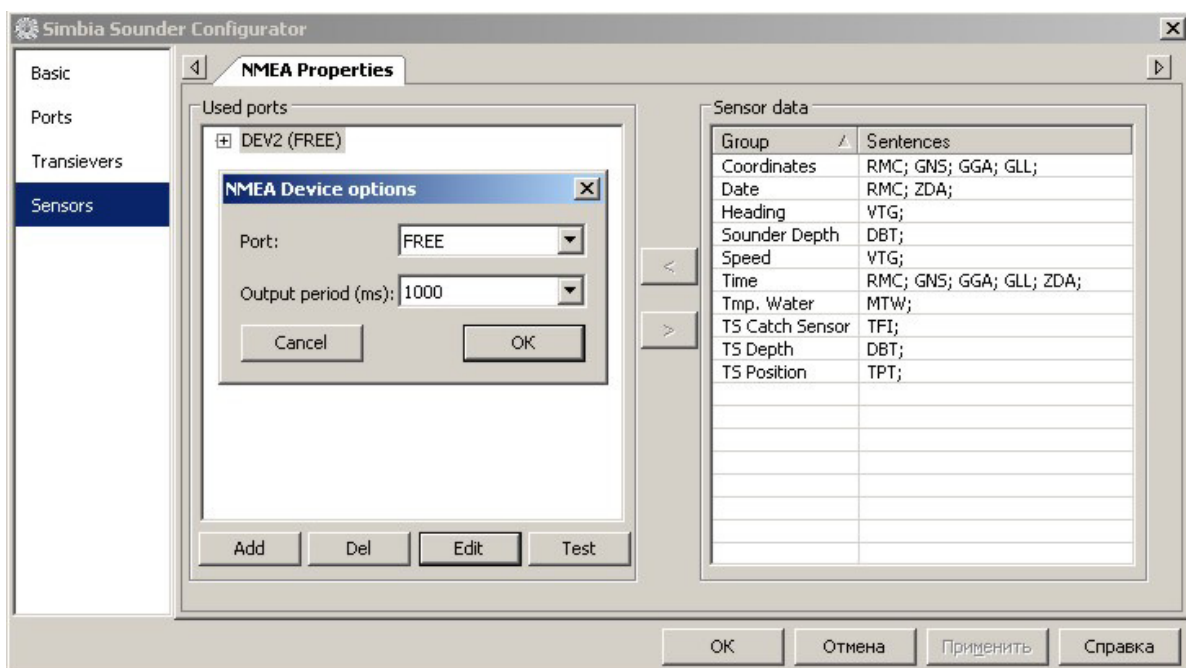 Simbia Sounder Configurator
Basic
Ports
Transievers
Sensors
NMEA Properties
Used ports
DEV2 (FREE)
NMEA Device options
Port: FREE
Output period (ms): 1000
Cancel OK
Add Del Edit Test
< 
>
Sensor data
Group Sentences
Coordinates RMC; GNS; GGA; GLL;
Date RMC; ZDA;
Heading VTG;
Sounder Depth DBT;
Speed VTG;
Time RMC; GNS; GGA; GLL; ZDA;
Tmp. Water MTW;
TS Catch Sensor TFI;
TS Depth DBT;
TS Position TPT;
OK Отмена Применить Справка